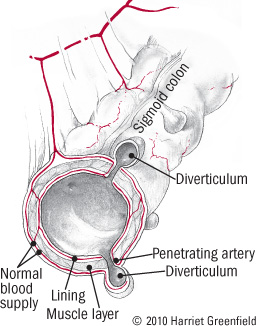 Sigmoid colon
Diverticulum
Penetrating artery
Diverticulum
Normal
blood
supply
Lining
Muscle layer
© 2010 Harriet Greenfield